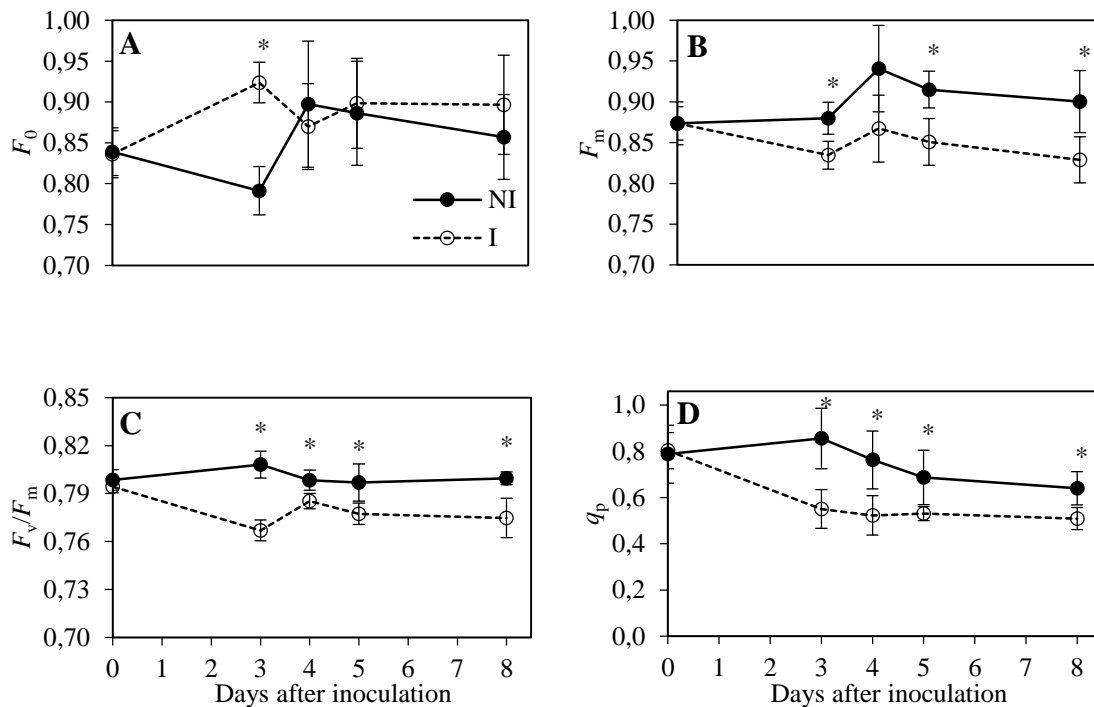 A
*
1,00
0,95
0,90
0,85
0,80
0,75
0,70
F0
NI
I
B
* * *
1,00
0,95
0,90
0,85
0,80
0,75
0,70
Fm
C
* * * *
0,85
0,82
0,79
0,76
0,73
0,70
Fv/Fm
0 1 2 3 4 5 6 7 8
Days after inoculation
D
* * * *
1,0
0,8
0,6
0,4
0,2
0,0
qp
0 1 2 3 4 5 6 7 8
Days after inoculation